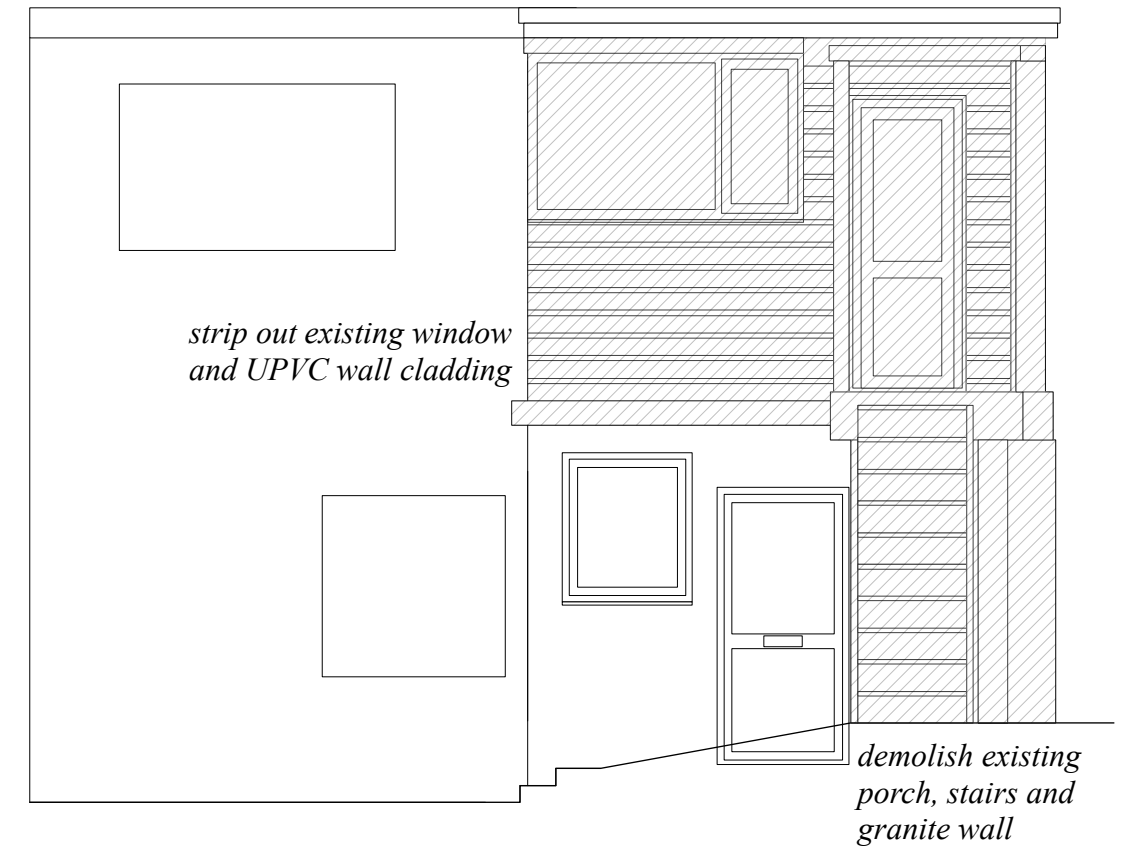 strip out existing window
and UPVC wall cladding
demolish existing
porch, stairs and
granite wall